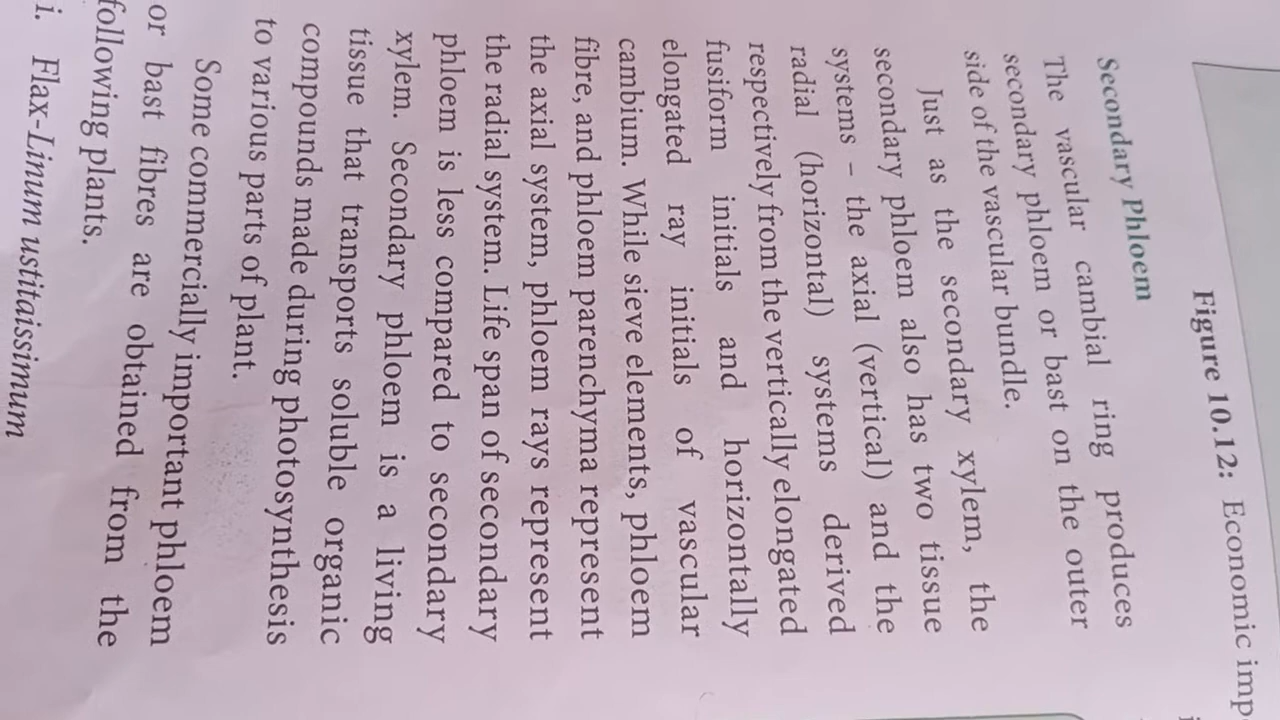 Figure 10.12: Economic imp
Secondary Phloem
The vascular cambial ring produces
secondary phloem or bast on the outer
side of the vascular bundle.
Just as the secondary xylem, the
secondary phloem also has two tissue
systems – the axial (vertical) and the
radial (horizontal) systems derived
respectively from the vertically elongated
fusiform initials and horizontally
elongated ray initials of vascular
cambium. While sieve elements, phloem
fibre, and phloem parenchyma represent
the axial system, phloem rays represent
the radial system. Life span of secondary
phloem is less compared to secondary
xylem. Secondary phloem is a living
tissue that transports soluble organic
compounds made during photosynthesis
to various parts of plant.
Some commercially important phloem
or bast fibres are obtained from the
following plants.
i. Flax-Linum ustitaissimum